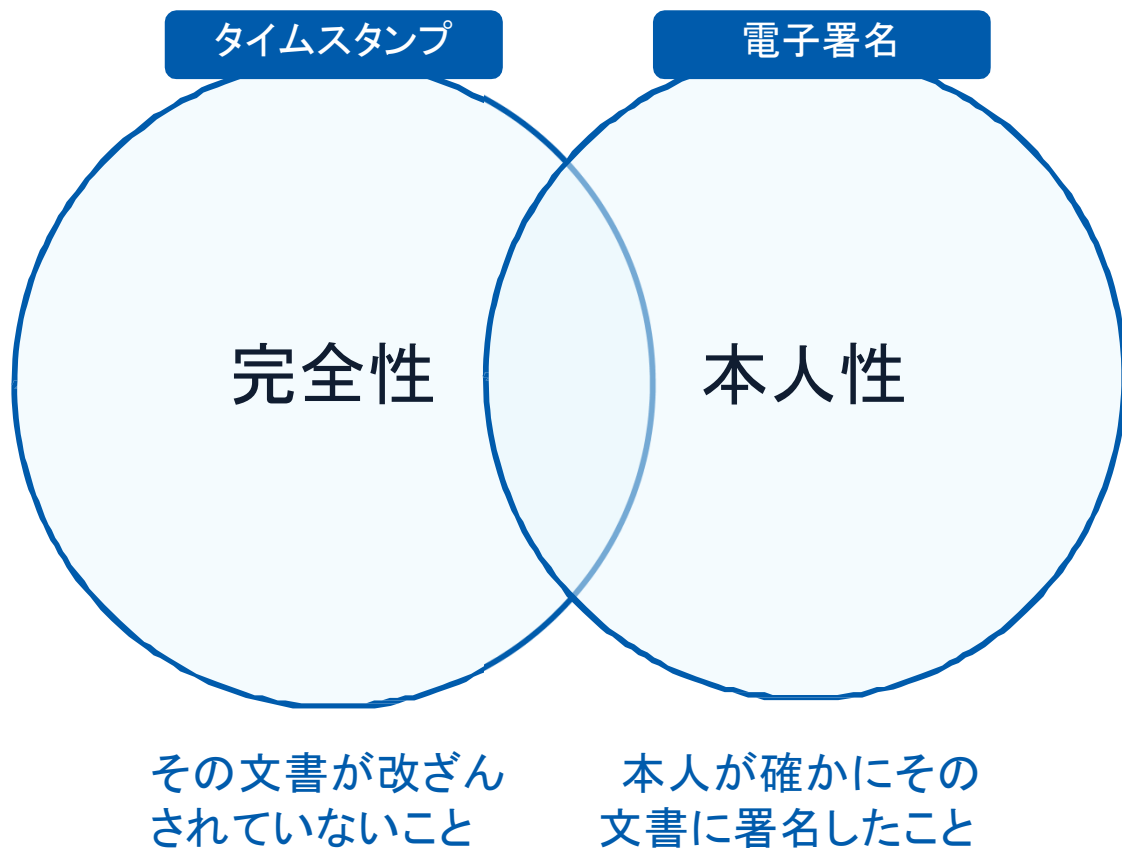 タイムスタンプ
電子署名
完全性
本人性
その文書が改ざん
されていないこと
本人が確かにその
文書に署名したこと